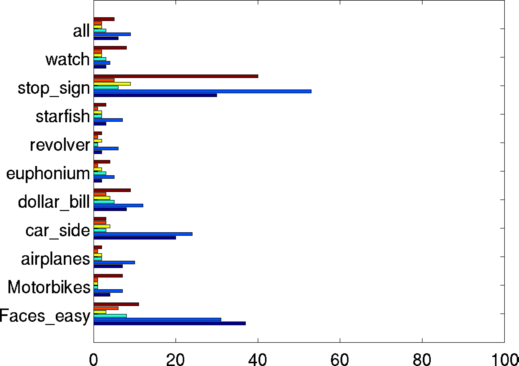 all
watch
stop_sign
starfish
revolver
euphonium
dollar_bill
car_side
airplanes
Motorbikes
Faces_easy
0 20 40 60 80 100